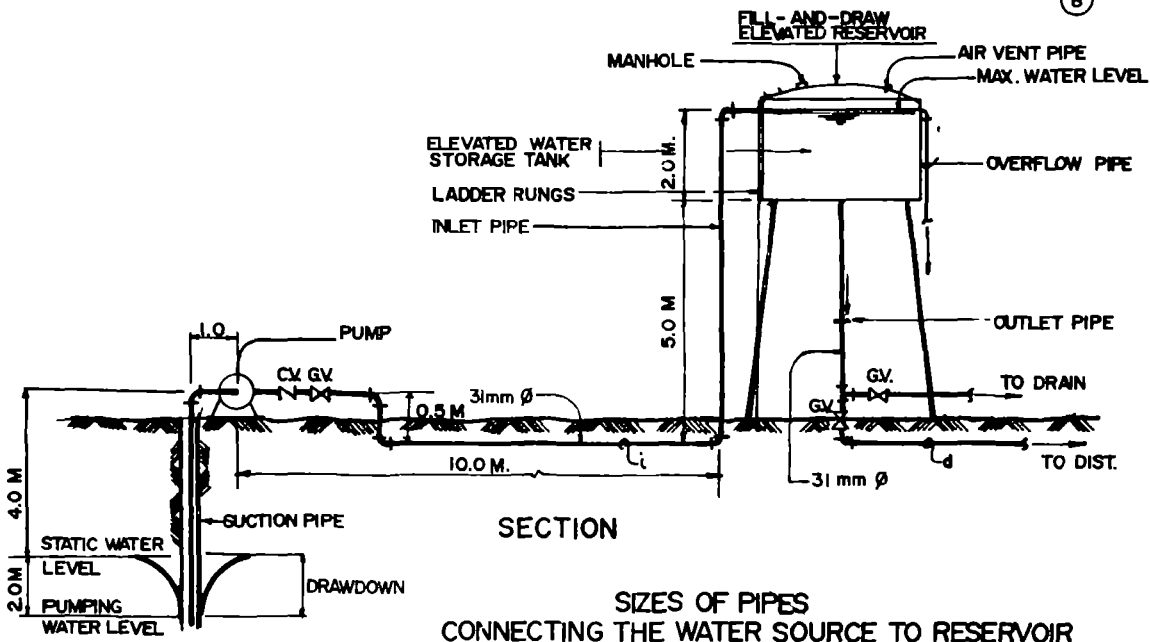 B
FILL-AND-DRAW
ELEVATED RESERVOIR
MANHOLE
AIR VENT PIPE
MAX. WATER LEVEL
ELEVATED WATER
STORAGE TANK
2.0 M.
OVERFLOW PIPE
LADDER RUNGS
INLET PIPE
5.0 M
1.0
PUMP
OUTLET PIPE
C.V. G.V.
31mm Ø
G.V.
TO DRAIN
0.5 M
G.V.
i
d
10.0 M.
TO DIST.
31 mm Ø
4.0 M
SUCTION PIPE
SECTION
STATIC WATER
LEVEL
2.0 M
DRAWDOWN
PUMPING
WATER LEVEL
SIZES OF PIPES
CONNECTING THE WATER SOURCE TO RESERVOIR